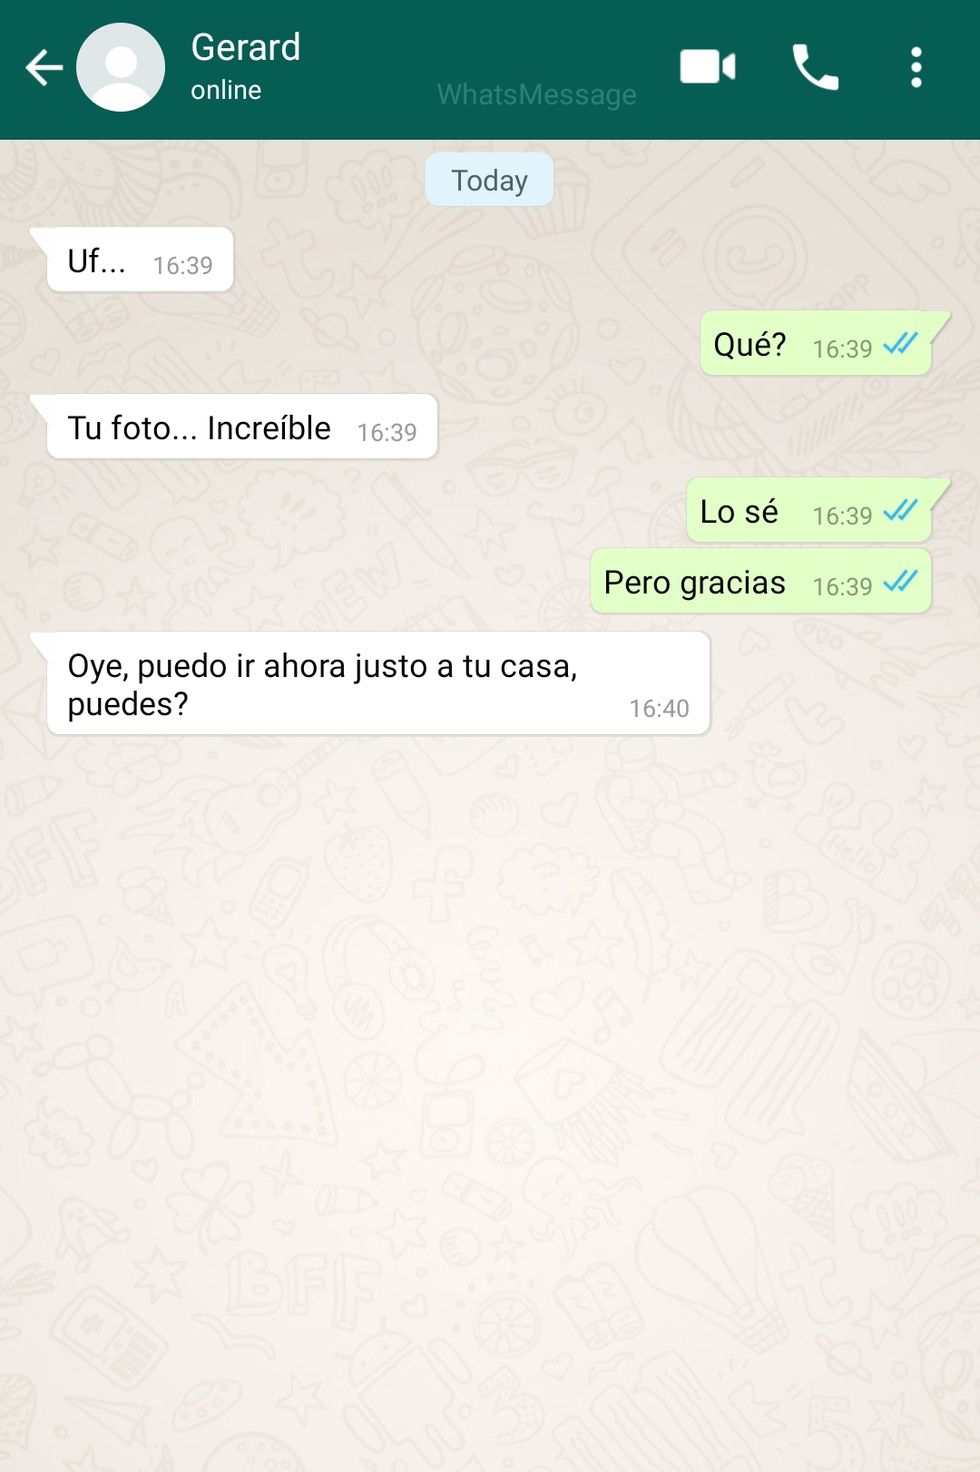 Gerard
online
WhatsMessage
Today
Uf... 16:39
Qué? 16:39
Tu foto... Increíble 16:39
Lo sé 16:39
Pero gracias 16:39
Oye, puedo ir ahora justo a tu casa,
puedes? 16:40